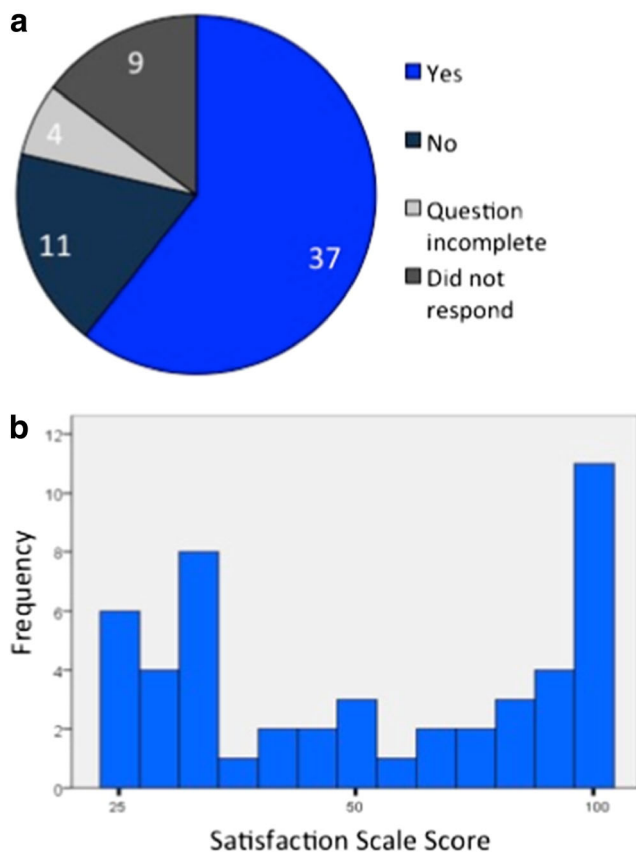 a
9
4
11
37
Yes
No
Question
incomplete
Did not
respond
b
Frequency
12
10
8
6
4
2
0
25
50
100
Satisfaction Scale Score